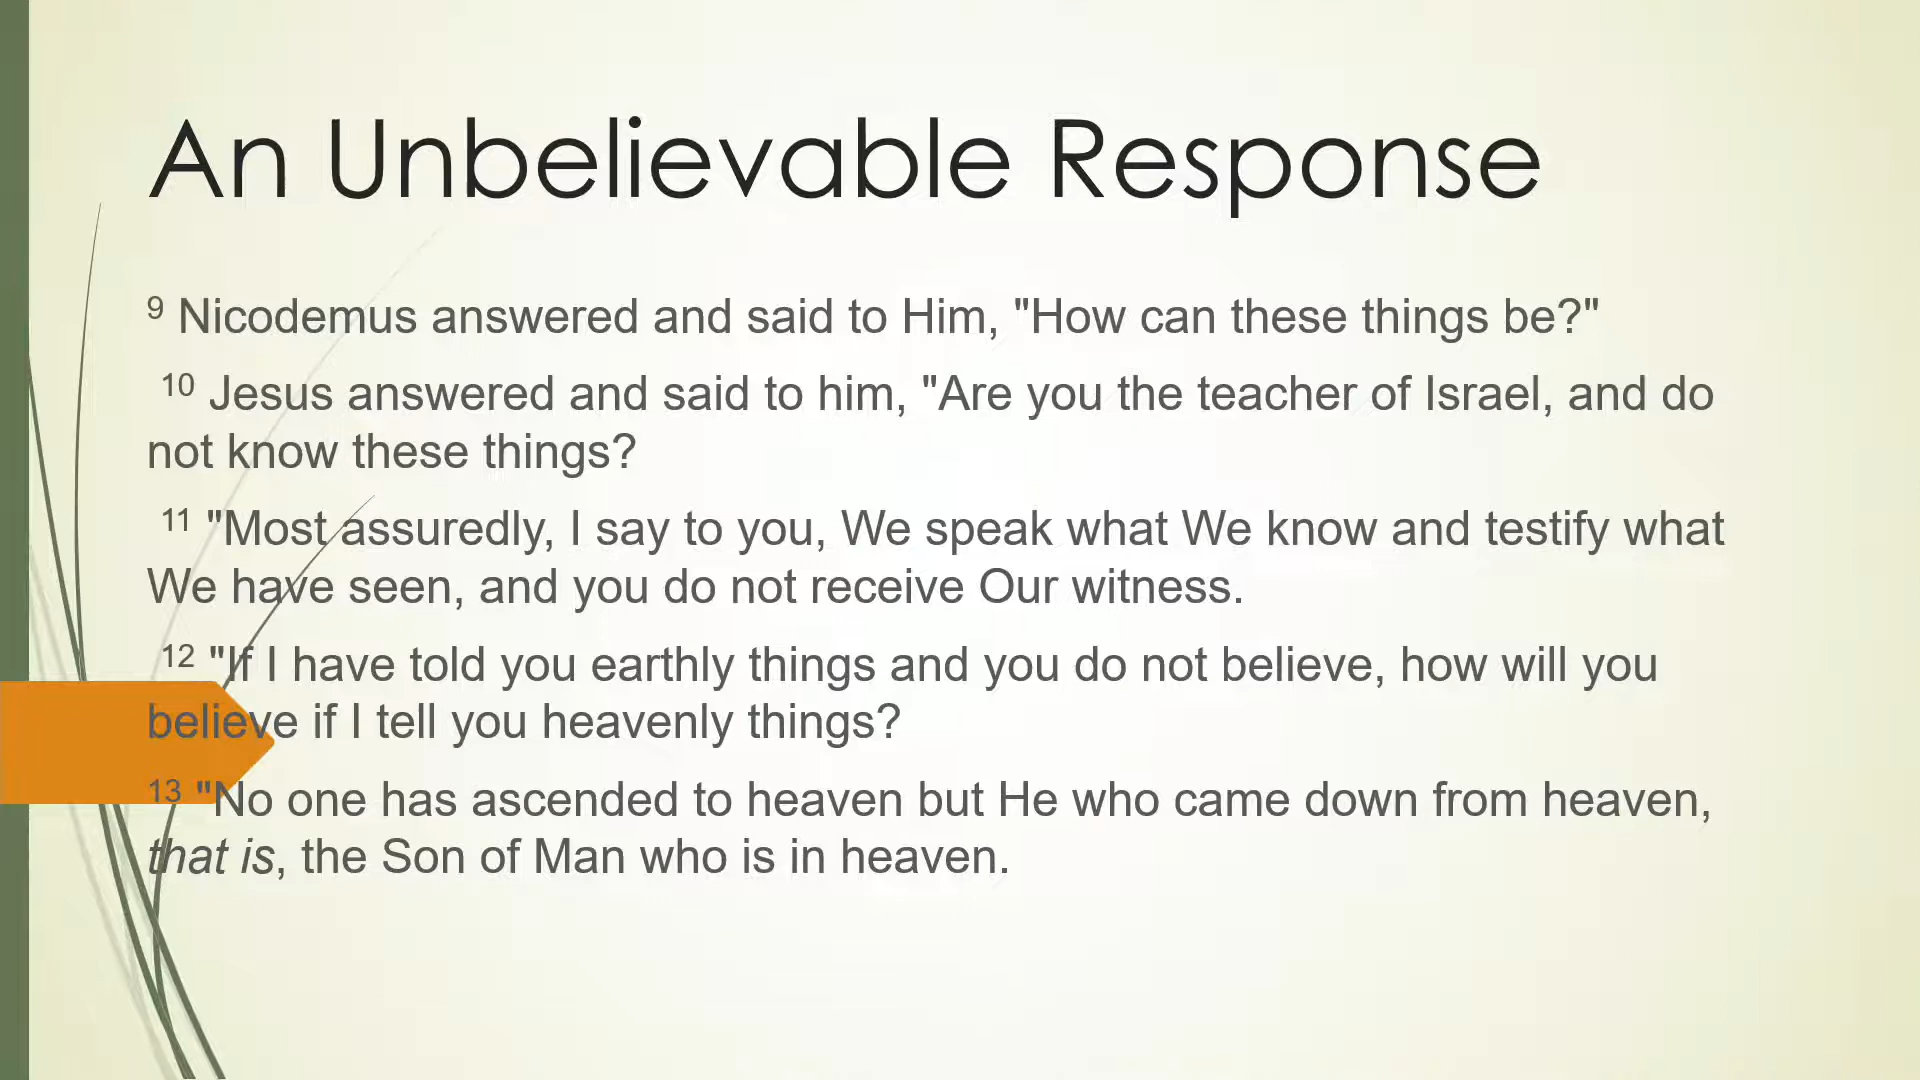 An Unbelievable Response
9 Nicodemus answered and said to Him, "How can these things be?"
10 Jesus answered and said to him, "Are you the teacher of Israel, and do
not know these things?
11 "Most assuredly, I say to you, We speak what We know and testify what
We have seen, and you do not receive Our witness.
12 "If I have told you earthly things and you do not believe, how will you
believe if I tell you heavenly things?
13 "No one has ascended to heaven but He who came down from heaven,
that is, the Son of Man who is in heaven.